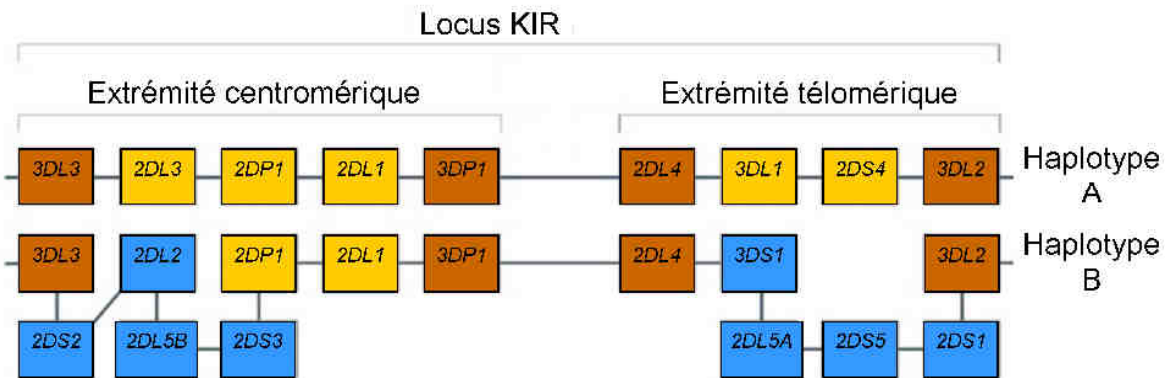 Locus KIR
Extrémité centromérique Extrémité télomérique
3DL3 2DL3 2DP1 2DL1 3DP1 2DL4 3DL1 2DS4 3DL2 Haplotype
A
3DL3 2DL2 2DP1 2DL1 3DP1 2DL4 3DS1 3DL2 Haplotype
B
2DS2 2DL5B 2DS3 2DL5A 2DS5 2DS1